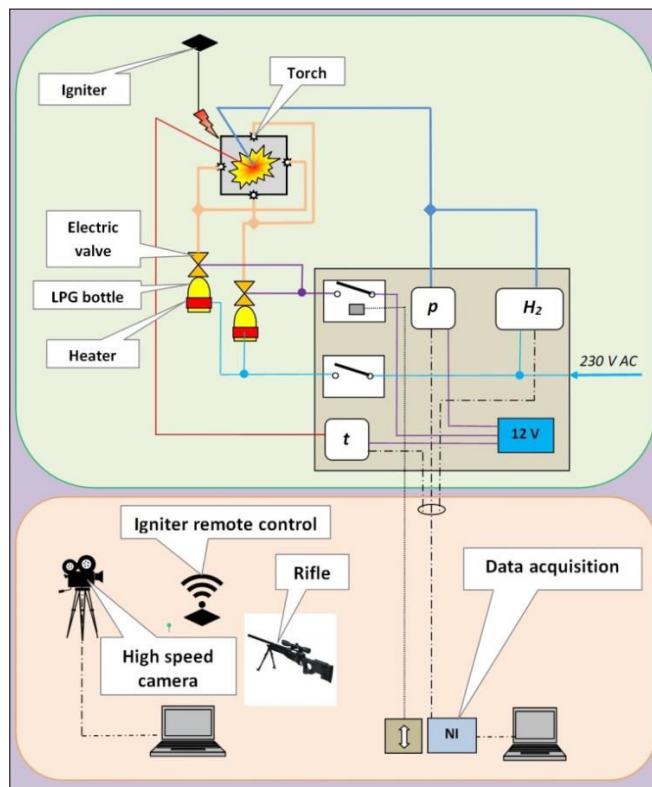 Torch
Igniter
Electric
valve
LPG bottle
Heater
p
H₂
230 V AC
t
12 V
Igniter remote control
Rifle
Data acquisition
High speed
camera
NI